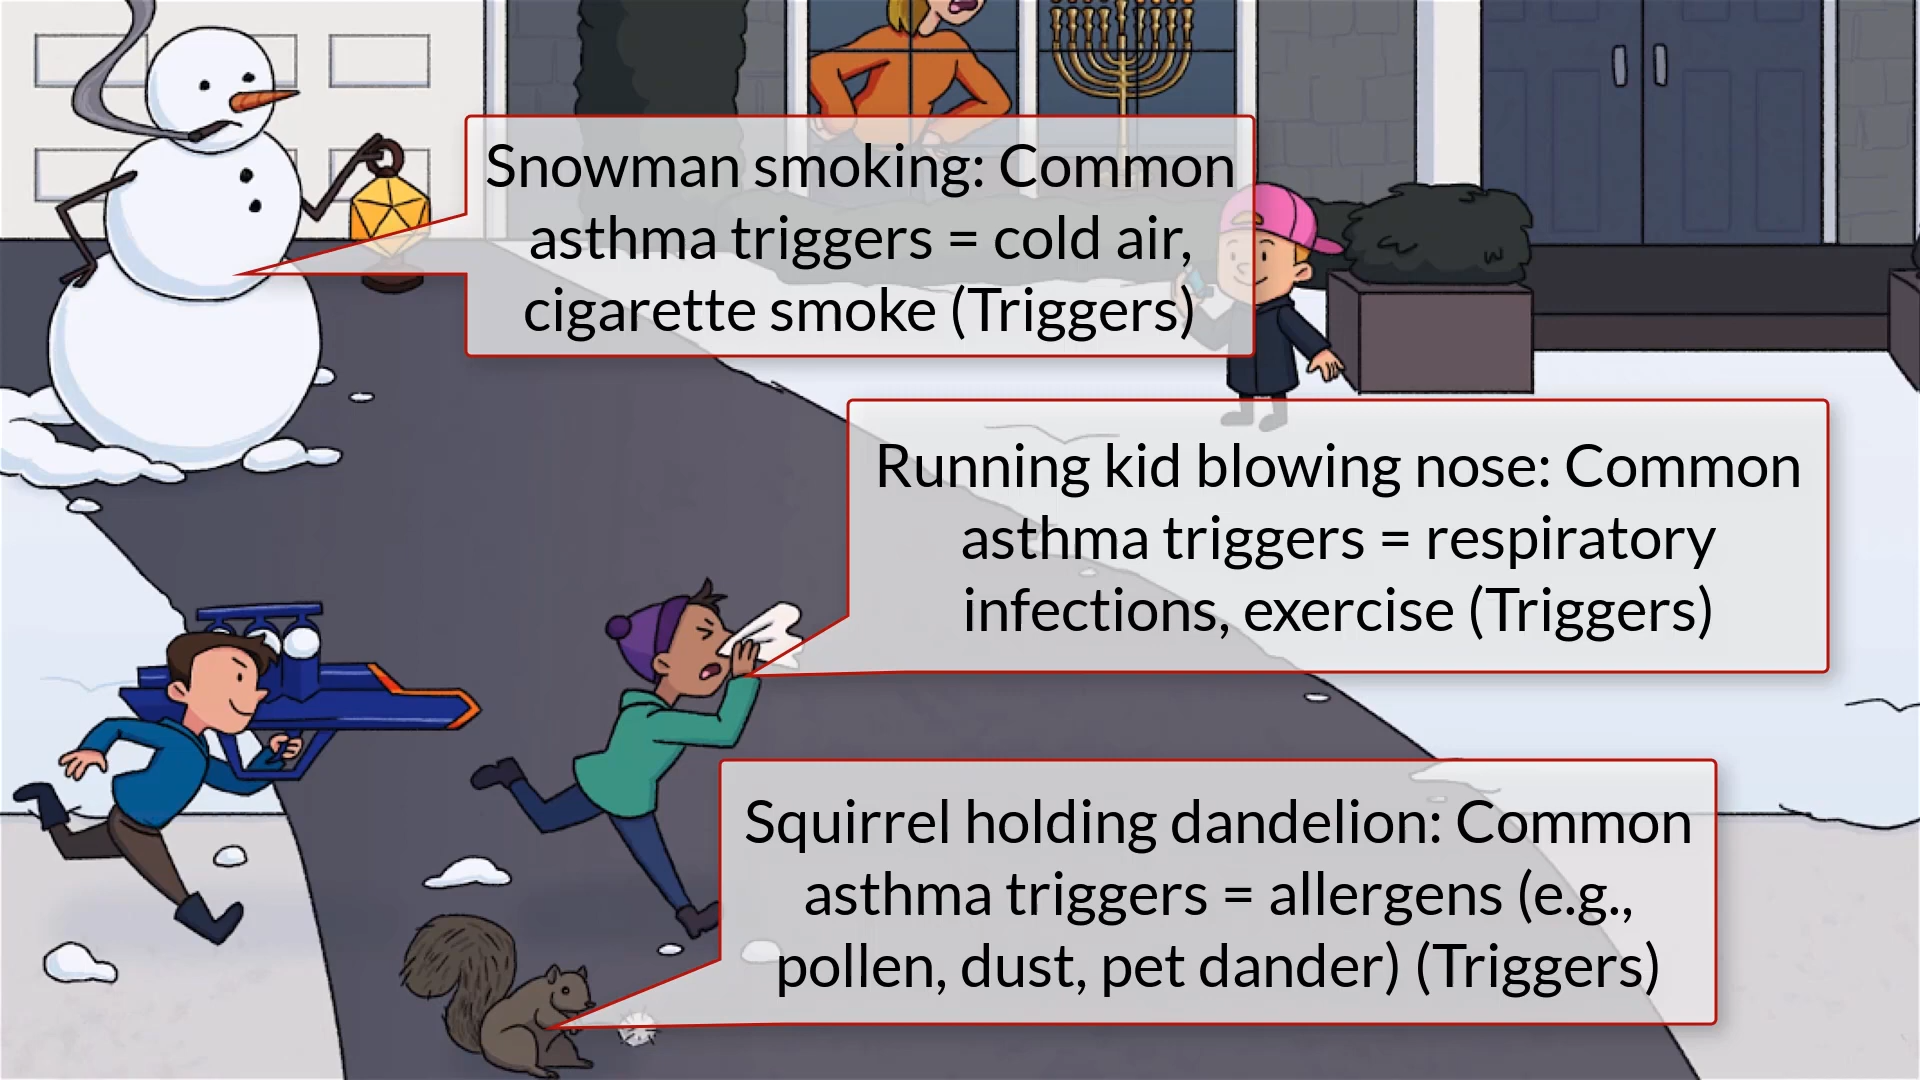 Snowman smoking: Common
asthma triggers = cold air,
cigarette smoke (Triggers)
Running kid blowing nose: Common
asthma triggers = respiratory
infections, exercise (Triggers)
Squirrel holding dandelion: Common
asthma triggers = allergens (e.g.,
pollen, dust, pet dander) (Triggers)